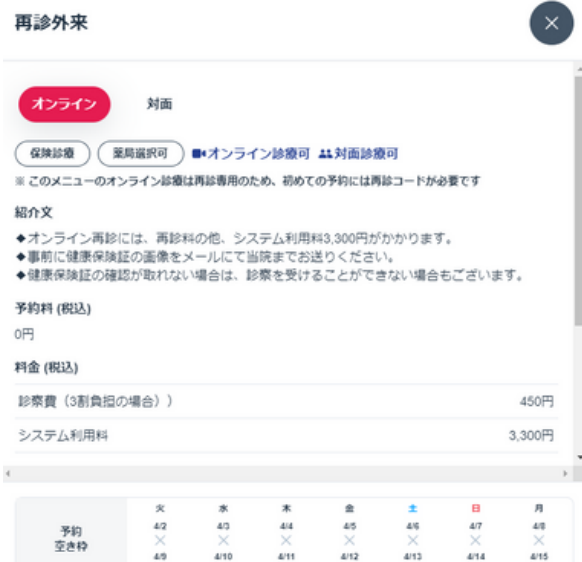 再診外来
オンライン 対面
保険診療 薬局選択可 オンライン診療可 対面診療可
※ このメニューのオンライン診療は再診専用のため、初めての予約には再診コードが必要です
紹介文
◆オンライン再診には、再診料の他、システム利用料3,300円がかかります。
◆事前に健康保険証の画像をメールにて当院までお送りください。
◆健康保険証の確認が取れない場合は、診察を受けることができない場合もございます。
予約料 (税込)
0円
料金 (税込)
診察費（3割負担の場合）） 450円
システム利用料 3,300円
火 水 木 金 土 日 月
予約
空き枠
4/2 4/3 4/4 4/5 4/6 4/7 4/8
4/9 4/10 4/11 4/12 4/13 4/14 4/15